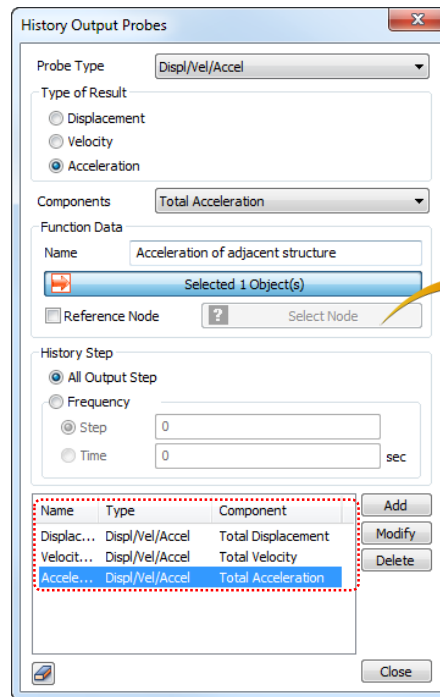 History Output Probes
Probe Type Displ/Vel/Accel
Type of Result
Displacement
Velocity
Acceleration
Components Total Acceleration
Function Data
Name Acceleration of adjacent structure
Selected 1 Object(s)
Reference Node ? Select Node
History Step
All Output Step
Frequency
Step 0
Time 0 sec
Name Type Component Add
Displac... Displ/Vel/Accel Total Displacement Modify
Velocit... Displ/Vel/Accel Total Velocity Delete
Accele... Displ/Vel/Accel Total Acceleration
Close